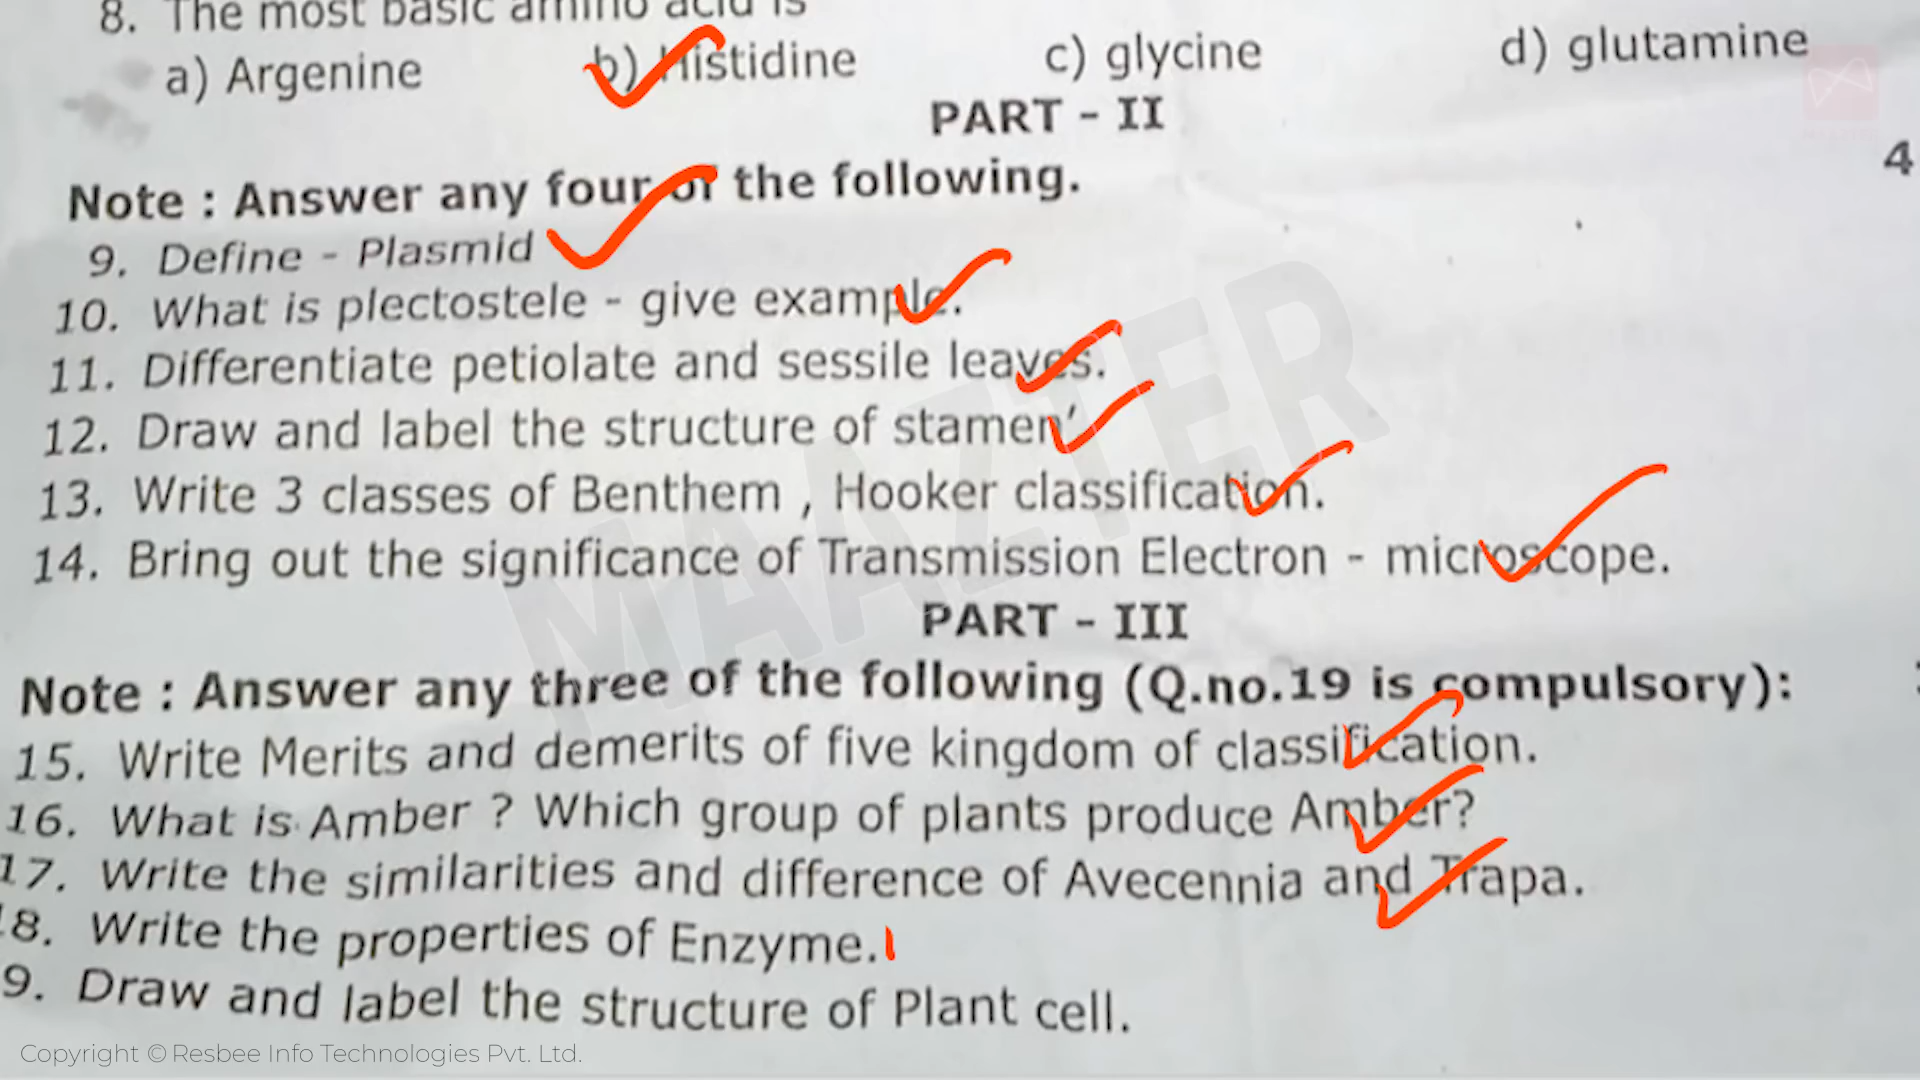 8. The most basic amino acid is
a) Argenine b) Histidine c) glycine d) glutamine
PART - II
Note : Answer any four of the following. 4
9. Define - Plasmid
10. What is plectostele - give example.
11. Differentiate petiolate and sessile leaves.
12. Draw and label the structure of stamen'
13. Write 3 classes of Benthem , Hooker classification.
14. Bring out the significance of Transmission Electron - microscope.
PART - III
Note : Answer any three of the following (Q.no.19 is compulsory):
15. Write Merits and demerits of five kingdom of classification.
16. What is Amber ? Which group of plants produce Amber?
17. Write the similarities and difference of Avecennia and Trapa.
18. Write the properties of Enzyme.
9. Draw and label the structure of Plant cell.
MAAZTER
Copyright © Resbee Info Technologies Pvt. Ltd.